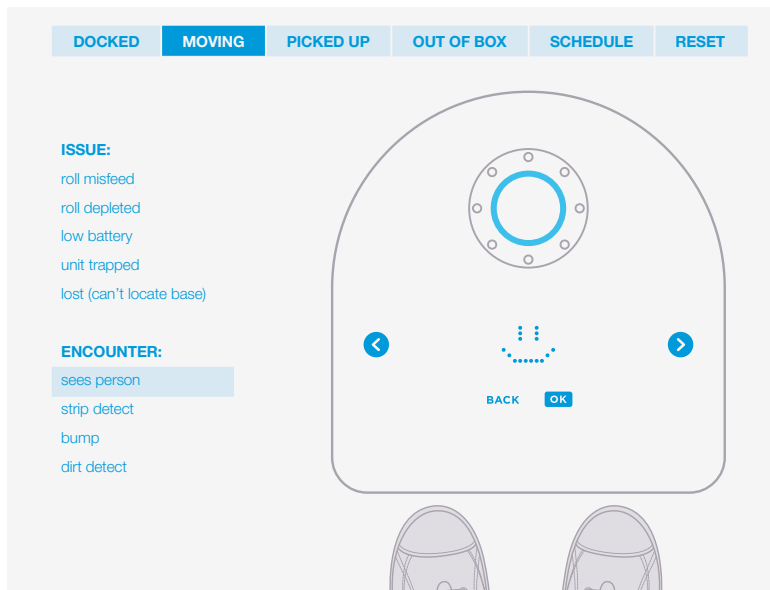 DOCKED MOVING PICKED UP OUT OF BOX SCHEDULE RESET
ISSUE:
roll misfeed
roll depleted
low battery
unit trapped
lost (can't locate base)
ENCOUNTER:
sees person
strip detect
bump
dirt detect
BACK OK